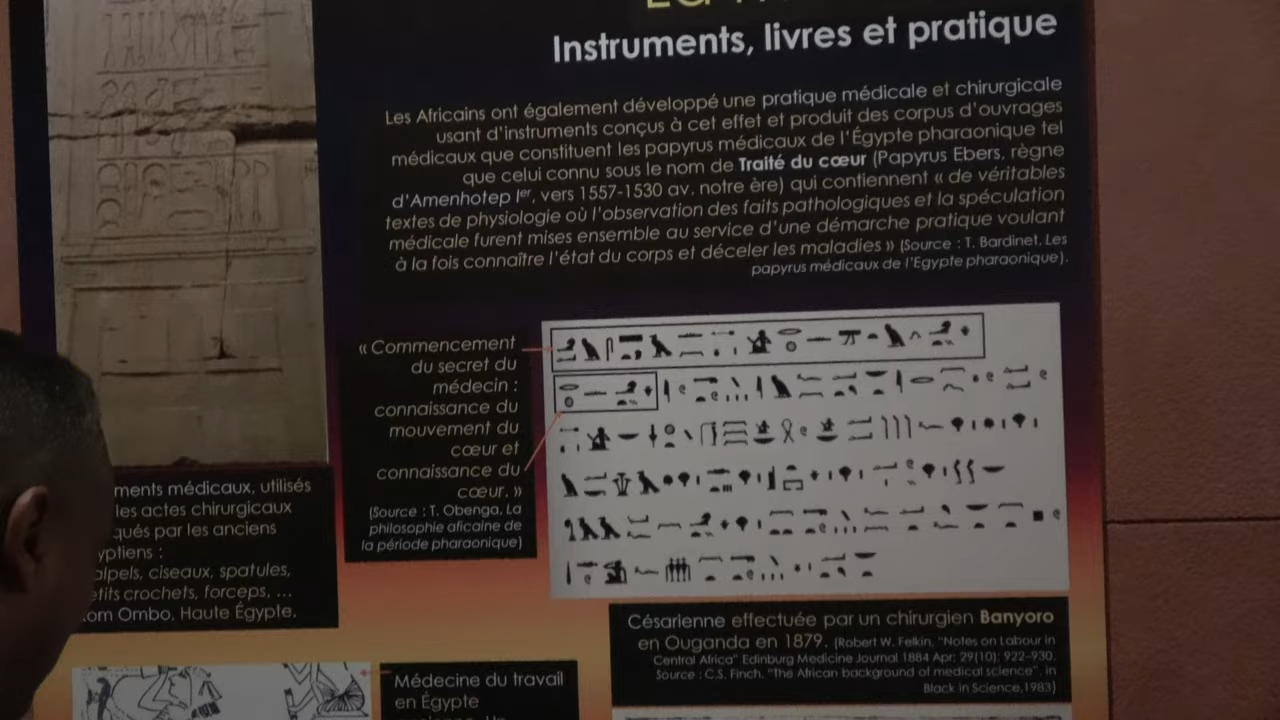 Instruments, livres et pratique
Les Africains ont également développé une pratique médicale et chirurgicale
usant d'instruments conçus à cet effet et produit des corpus d'ouvrages
médicaux que constituent les papyrus médicaux de l'Égypte pharaonique tel
que celui connu sous le nom de Traité du cœur (Papyrus Ebers, règne
d'Amenhotep Ier, vers 1557-1530 av. notre ère) qui contiennent « de véritables
textes de physiologie où l'observation des faits pathologiques et la spéculation
médicale furent mises ensemble au service d'une démarche pratique voulant
à la fois connaître l'état du corps et déceler les maladies » (Source : T. Bardinet, Les
papyrus médicaux de l'Egypte pharaonique).
« Commencement
du secret du
médecin :
connaissance du
mouvement du
cœur et
connaissance du
cœur. »
(Source : T. Obenga, La
philosophie aficaine de
la période pharaonique)
ments médicaux, utilisés
les actes chirurgicaux
qués par les anciens
yptiens :
alpels, ciseaux, spatules,
etits crochets, forceps, ...
om Ombo, Haute Égypte.
Césarienne effectuée par un chirurgien Banyoro
en Ouganda en 1879. (Robert W. Felkin, "Notes on Labour in
Central Africa" Edinburg Medicine Journal 1884 Apr; 29(10); 922-930.
Source : C.S. Finch, "The African background of medical science", in
Black in Science,1983)
Médecine du travail
en Égypte